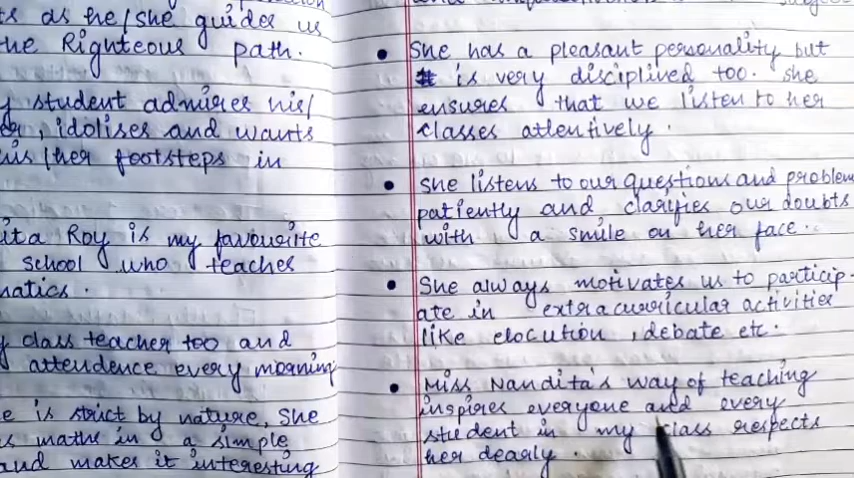 ts as he/she guides us
the Righteous path.
student admires his/
idolises and wants
his/her footsteps in
ita Roy is my favourite
school who teaches
matics.
class teacher too and
attendence every morning
e is strict by nature, she
maths in a simple
and makes it interesting
• She has a pleasant personality but
is very disciplined too. she
ensures that we listen to her
classes attentively.
• she listens to our questions and problem
patiently and clarifies our doubts
with a smile on her face.
• She always motivates us to particip-
ate in extracurricular activities
like elocution, debate etc.
• Miss Nandita's way of teaching
inspires everyone and every
student in my class respects
her dearly.